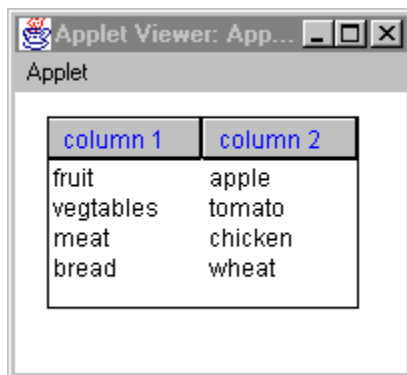 Applet Viewer: App...
Applet
column 1 column 2
fruit apple
vegtables tomato
meat chicken
bread wheat